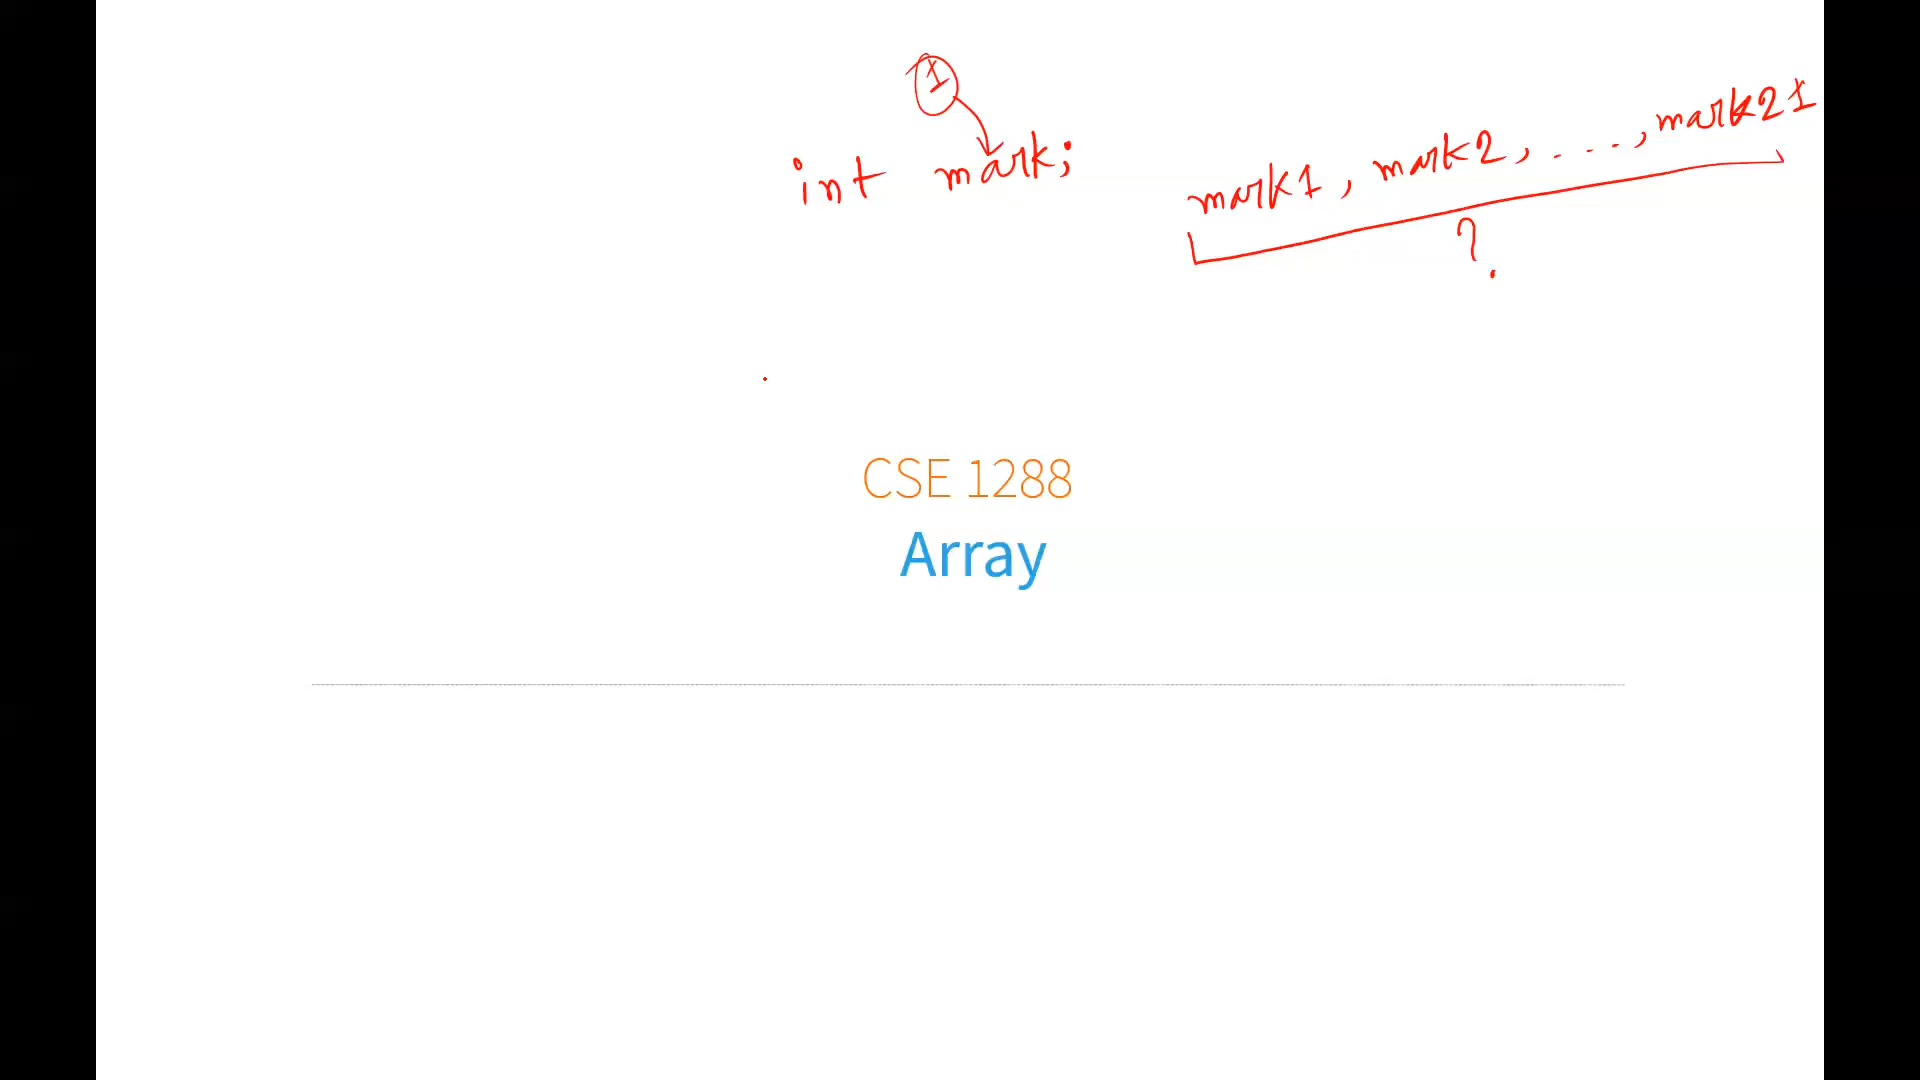 1
int mark;
mark1, mark2, ...., mark21
?
CSE 1288
Array